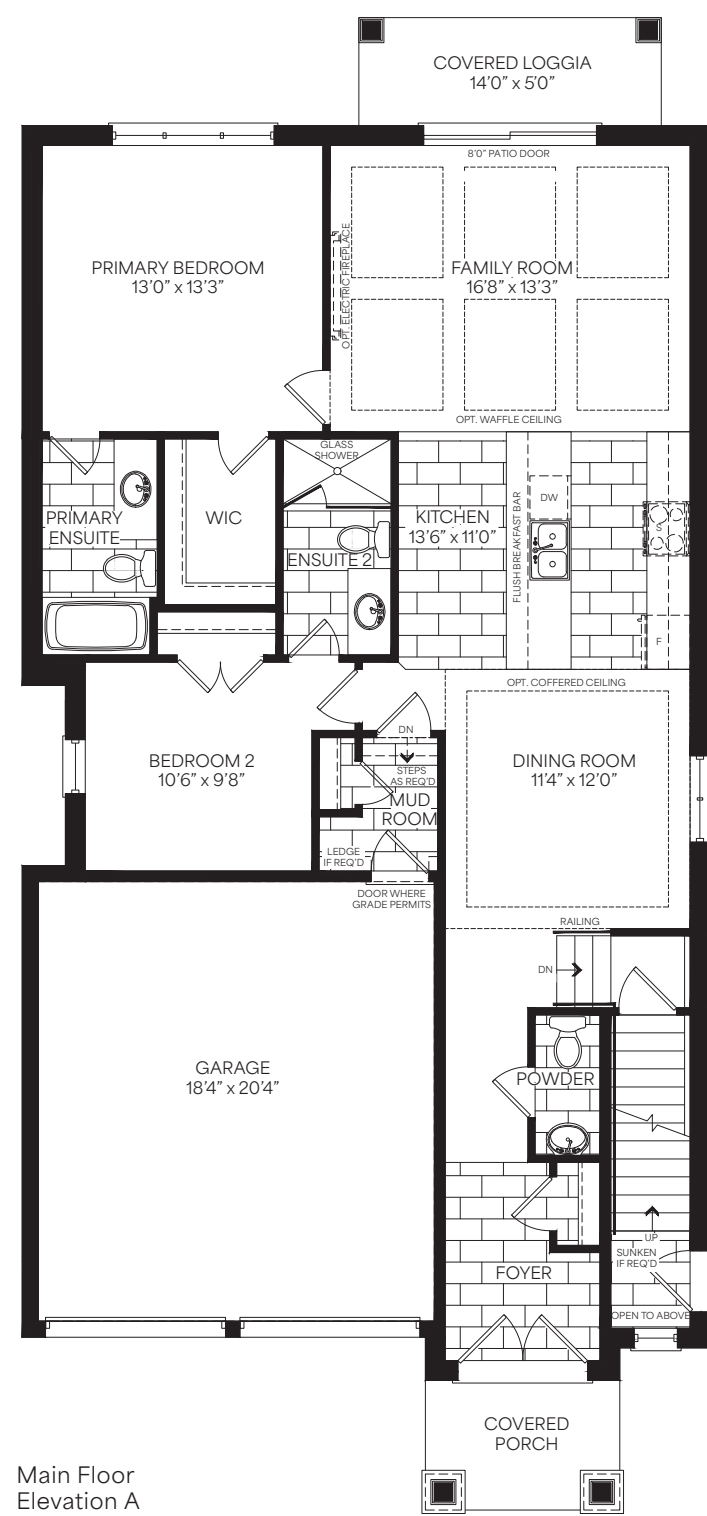 COVERED LOGGIA
14'0" x 5'0"
8'0" PATIO DOOR
PRIMARY BEDROOM
13'0" x 13'3"
OPT. ELECTRIC FIREPLACE
FAMILY ROOM
16'8" x 13'3"
OPT. WAFFLE CEILING
GLASS
SHOWER
PRIMARY
ENSUITE
WIC
ENSUITE 2
KITCHEN
13'6" x 11'0"
FLUSH BREAKFAST BAR
DW
S
F
OPT. COFFERED CEILING
BEDROOM 2
10'6" x 9'8"
DN
STEPS
AS REQ'D
MUD
ROOM
LEDGE
IF REQ'D
DOOR WHERE
GRADE PERMITS
DINING ROOM
11'4" x 12'0"
RAILING
DN
GARAGE
18'4" x 20'4"
POWDER
UP
SUNKEN
IF REQ'D
FOYER
OPEN TO ABOVE
COVERED
PORCH
Main Floor
Elevation A